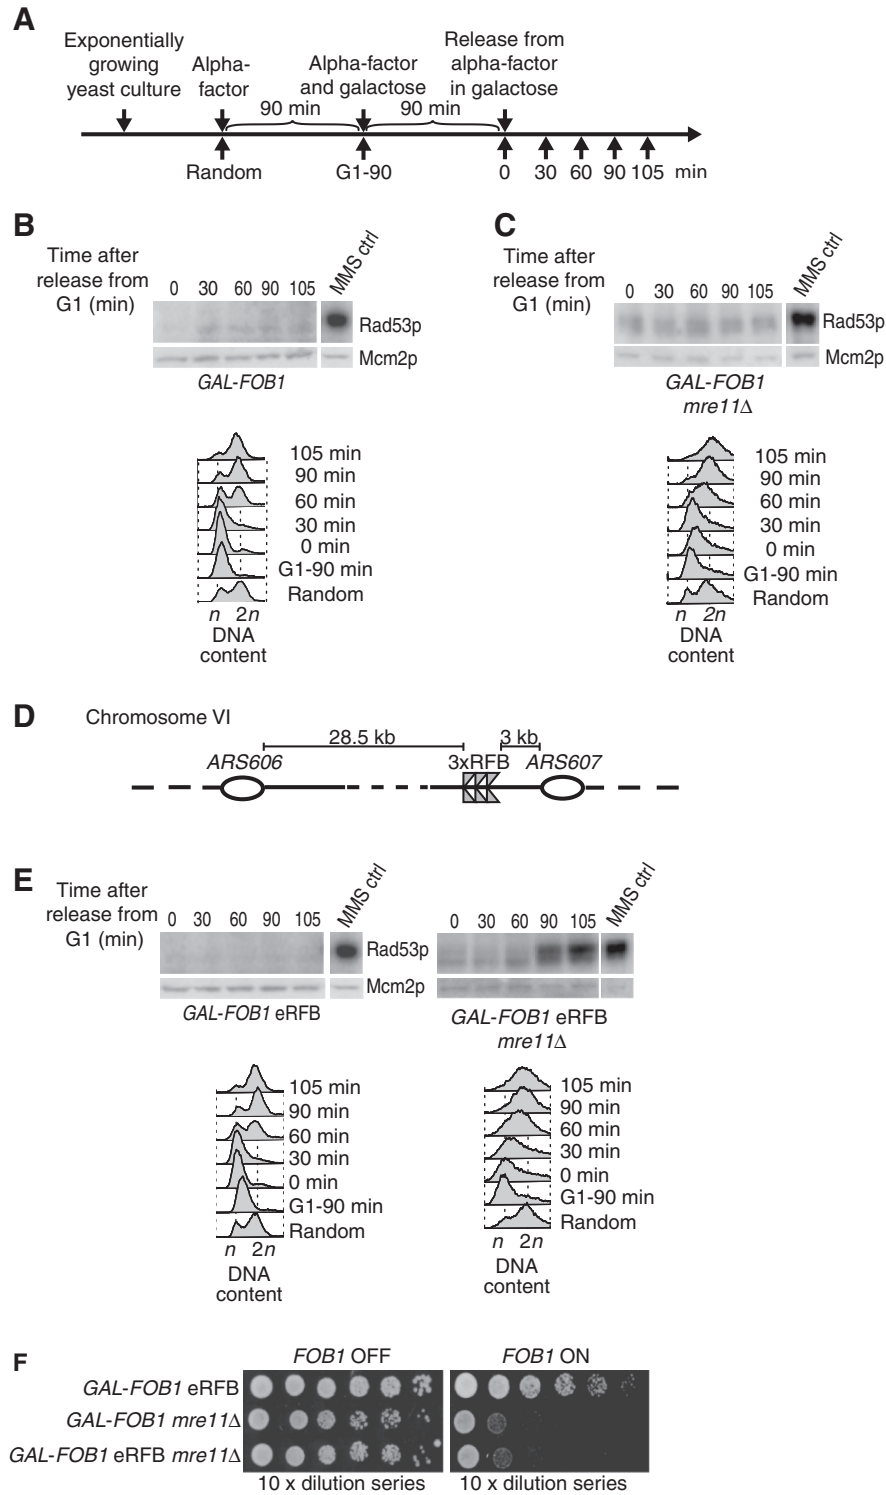 A
Exponentially
growing
yeast culture
Alpha-
factor
Alpha-factor
and galactose
Release from
alpha-factor
in galactose
90 min
90 min
Random
G1-90
0 30 60 90 105 min
B
Time after
release from
G1 (min)
0 30 60 90 105 MMS ctrl
Rad53p
Mcm2p
GAL-FOB1
105 min
90 min
60 min
30 min
0 min
G1-90 min
Random
n 2n
DNA
content
C
Time after
release from
G1 (min)
0 30 60 90 105 MMS ctrl
Rad53p
Mcm2p
GAL-FOB1
mre11Δ
105 min
90 min
60 min
30 min
0 min
G1-90 min
Random
n 2n
DNA
content
D
Chromosome VI
28.5 kb 3 kb
ARS606 3xRFB ARS607
E
Time after
release from
G1 (min)
0 30 60 90 105 MMS ctrl
Rad53p
Mcm2p
GAL-FOB1 eRFB
0 30 60 90 105 MMS ctrl
GAL-FOB1 eRFB
mre11Δ
105 min
90 min
60 min
30 min
0 min
G1-90 min
Random
n 2n
DNA
content
105 min
90 min
60 min
30 min
0 min
G1-90 min
Random
n 2n
DNA
content
F
FOB1 OFF FOB1 ON
GAL-FOB1 eRFB
GAL-FOB1 mre11Δ
GAL-FOB1 eRFB mre11Δ
10 x dilution series 10 x dilution series